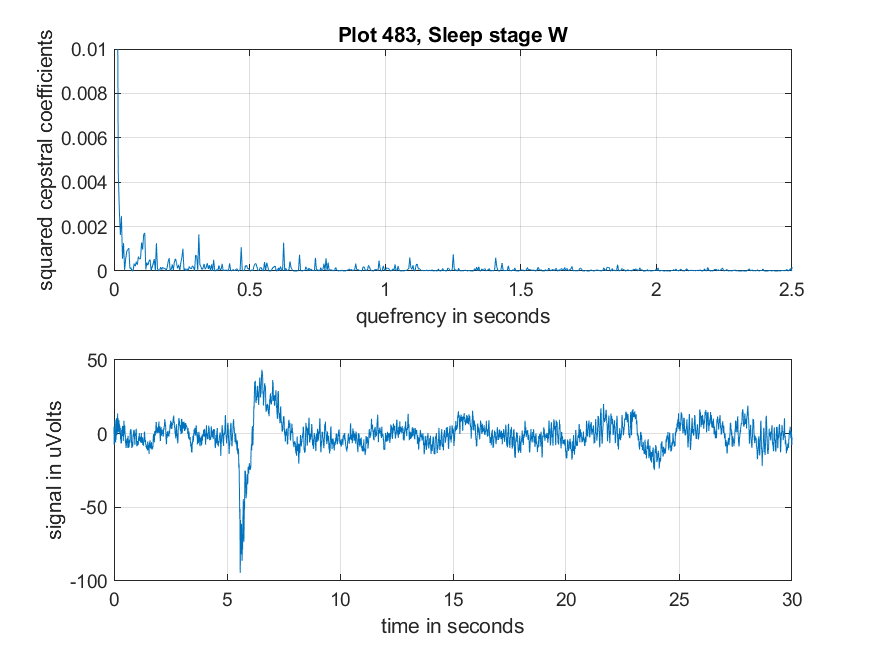 Plot 483, Sleep stage W
squared cepstral coefficients
0.01
0.008
0.006
0.004
0.002
0
0 0.5 1 1.5 2 2.5
quefrency in seconds
signal in uVolts
50
0
-50
-100
0 5 10 15 20 25 30
time in seconds